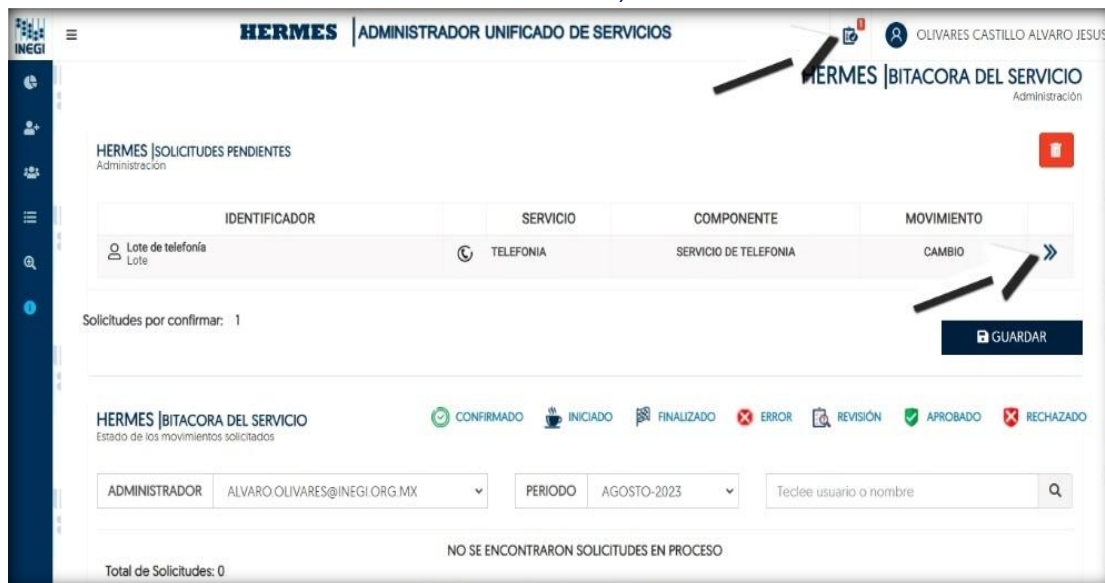 INEGI
HERMES | ADMINISTRADOR UNIFICADO DE SERVICIOS
1
OLIVARES CASTILLO ALVARO JESUS
HERMES | BITACORA DEL SERVICIO
Administración
HERMES | SOLICITUDES PENDIENTES
Administración
IDENTIFICADOR SERVICIO COMPONENTE MOVIMIENTO
Lote de telefonía
Lote
TELEFONIA SERVICIO DE TELEFONIA CAMBIO
Solicitudes por confirmar: 1
GUARDAR
HERMES | BITACORA DEL SERVICIO
Estado de los movimientos solicitados
CONFIRMADO INICIADO FINALIZADO ERROR REVISIÓN APROBADO RECHAZADO
ADMINISTRADOR ALVARO.OLIVARES@INEGI.ORG.MX PERIODO AGOSTO-2023 Teclee usuario o nombre
NO SE ENCONTRARON SOLICITUDES EN PROCESO
Total de Solicitudes: 0